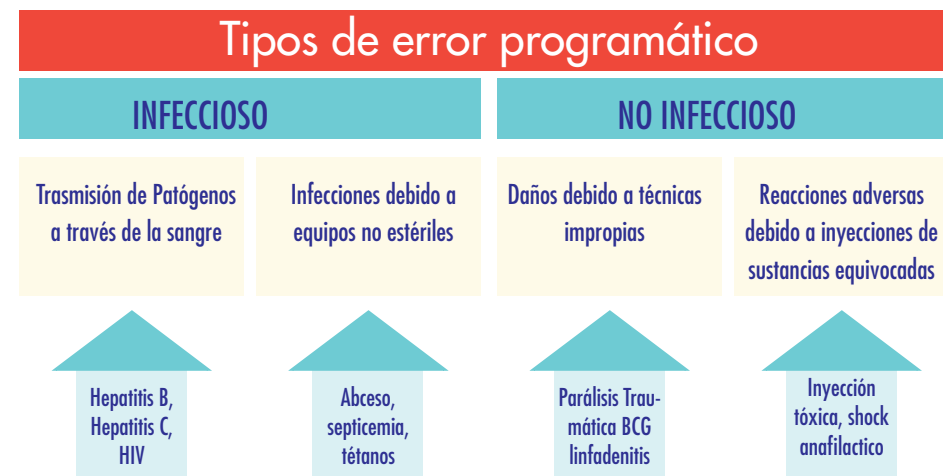 Tipos de error programático
INFECCIOSO
NO INFECCIOSO
Trasmisión de Patógenos
a través de la sangre
Infecciones debido a
equipos no estériles
Daños debido a técnicas
impropias
Reacciones adversas
debido a inyecciones de
sustancias equivocadas
Hepatitis B,
Hepatitis C,
HIV
Abceso,
septicemia,
tétanos
Parálisis Trau-
mática BCG
linfadenitis
Inyección
tóxica, shock
anafilactico